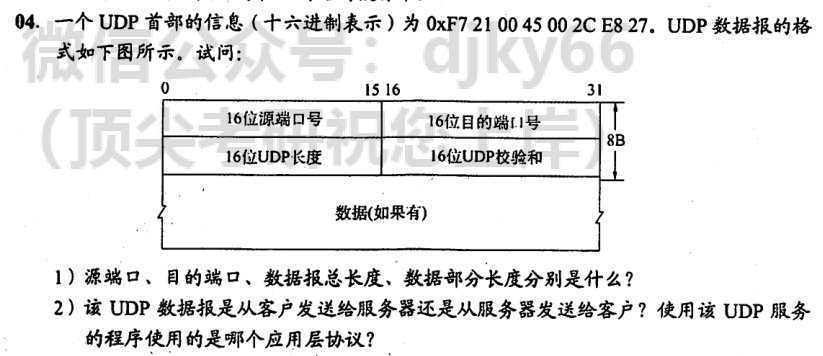 04. 一个 UDP 首部的信息（十六进制表示）为 0xF7 21 00 45 00 2C E8 27。UDP 数据报的格
式如下图所示。试问：
微信公众号：djky66
0 15 16 31
16位源端口号 16位目的端口号
8B
16位UDP长度 16位UDP校验和
数据(如果有)
1）源端口、目的端口、数据报总长度、数据部分长度分别是什么？
2）该 UDP 数据报是从客户发送给服务器还是从服务器发送给客户？使用该 UDP 服务
的程序使用的是哪个应用层协议？